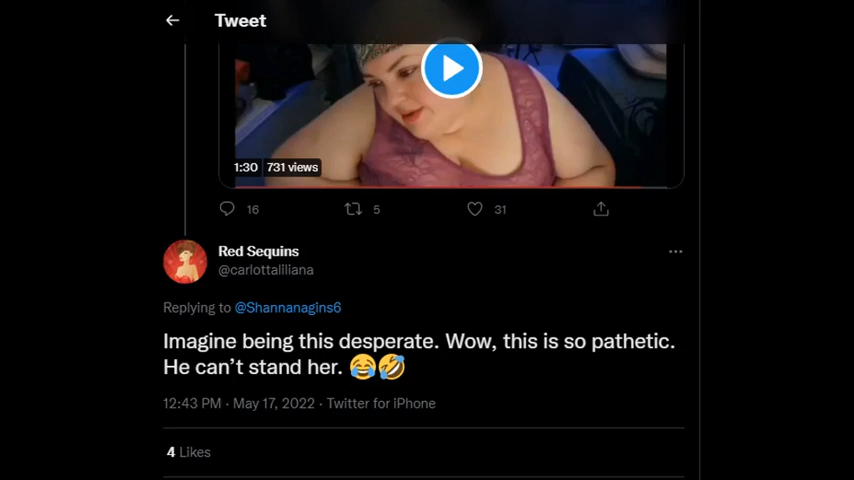 Tweet
1:30 731 views
16 5 31
Red Sequins
@carlottaliliana
Replying to @Shannanagins6
Imagine being this desperate. Wow, this is so pathetic.
He can't stand her. 😂🤣
12:43 PM · May 17, 2022 · Twitter for iPhone
4 Likes